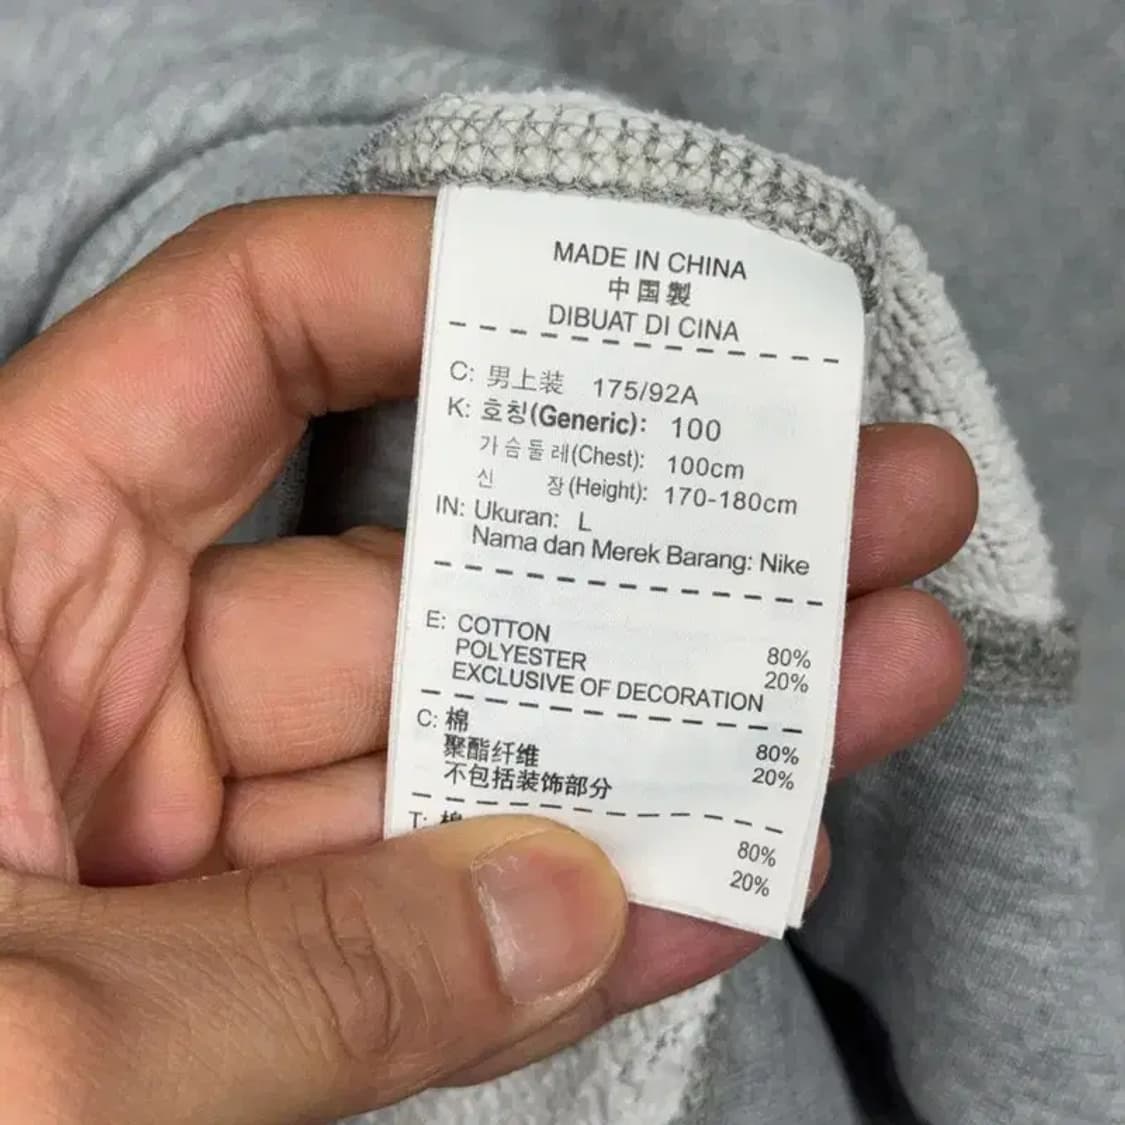 MADE IN CHINA
中国製
DIBUAT DI CINA
C: 男上装 175/92A
K: 호칭(Generic): 100
가슴둘레(Chest): 100cm
신 장(Height): 170-180cm
IN: Ukuran: L
Nama dan Merek Barang: Nike
E: COTTON 80%
POLYESTER 20%
EXCLUSIVE OF DECORATION
C: 棉 80%
聚酯纤维 20%
不包括装饰部分
T: 棉 80%
20%